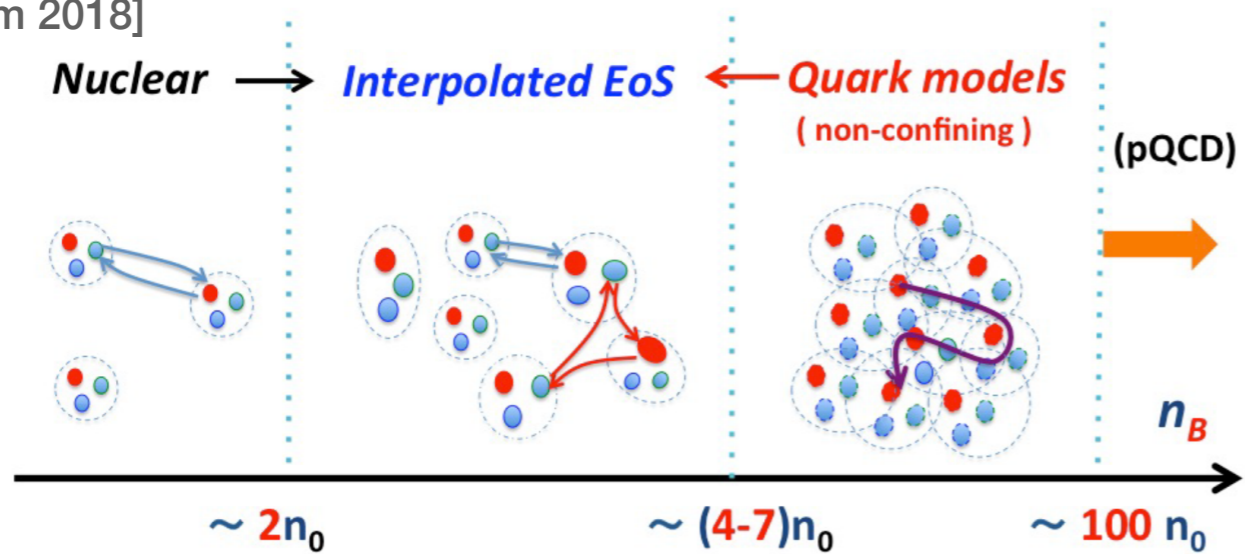 m 2018]
Nuclear → Interpolated EoS ← Quark models
( non-confining )
(pQCD)
n_B
~ 2n₀ ~ (4-7)n₀ ~ 100 n₀